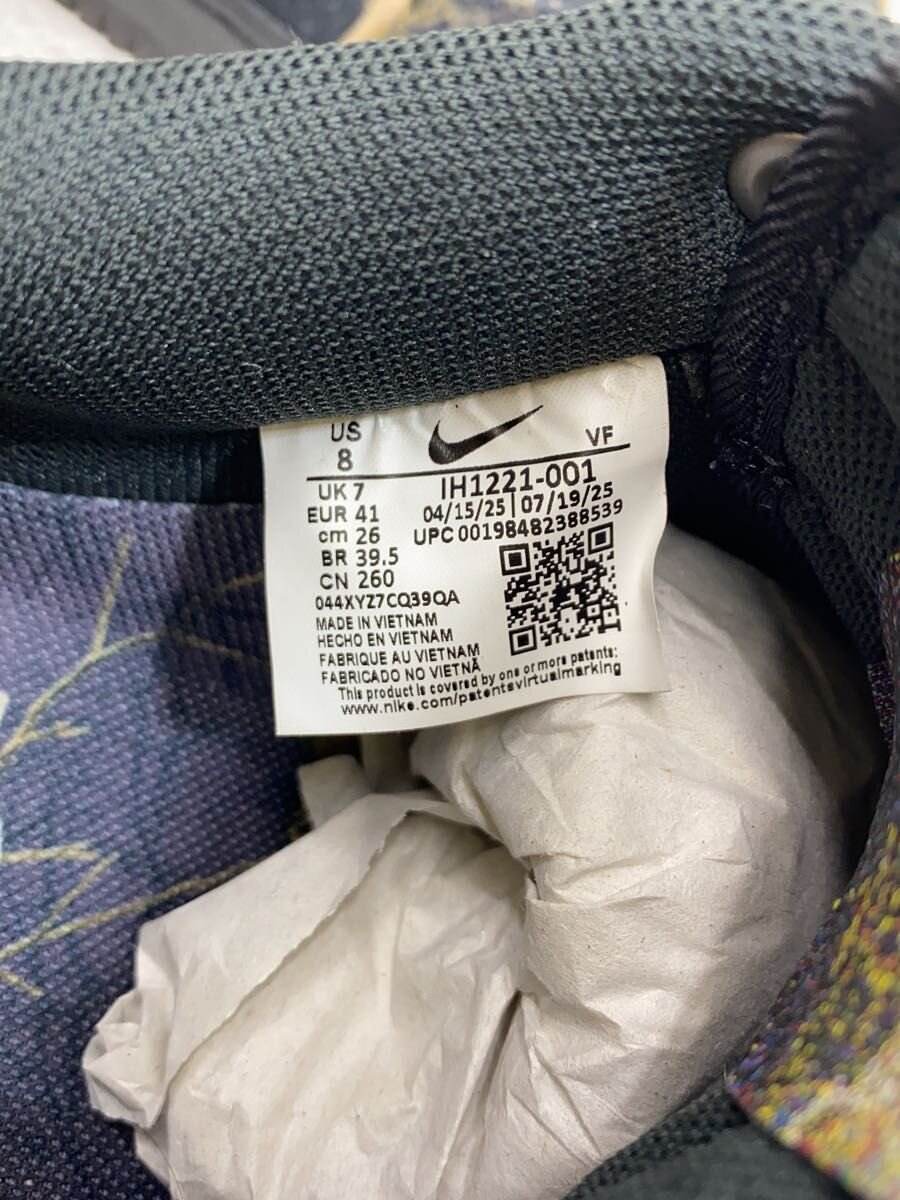 US
8
VF
UK 7
IH1221-001
EUR 41
04/15/25 | 07/19/25
cm 26
UPC 00198482388539
BR 39.5
CN 260
044XYZ7CQ39QA
MADE IN VIETNAM
HECHO EN VIETNAM
FABRIQUE AU VIETNAM
FABRICADO NO VIETNÃ
This product is covered by one or more patents:
www.nike.com/patentsvirtualmarking